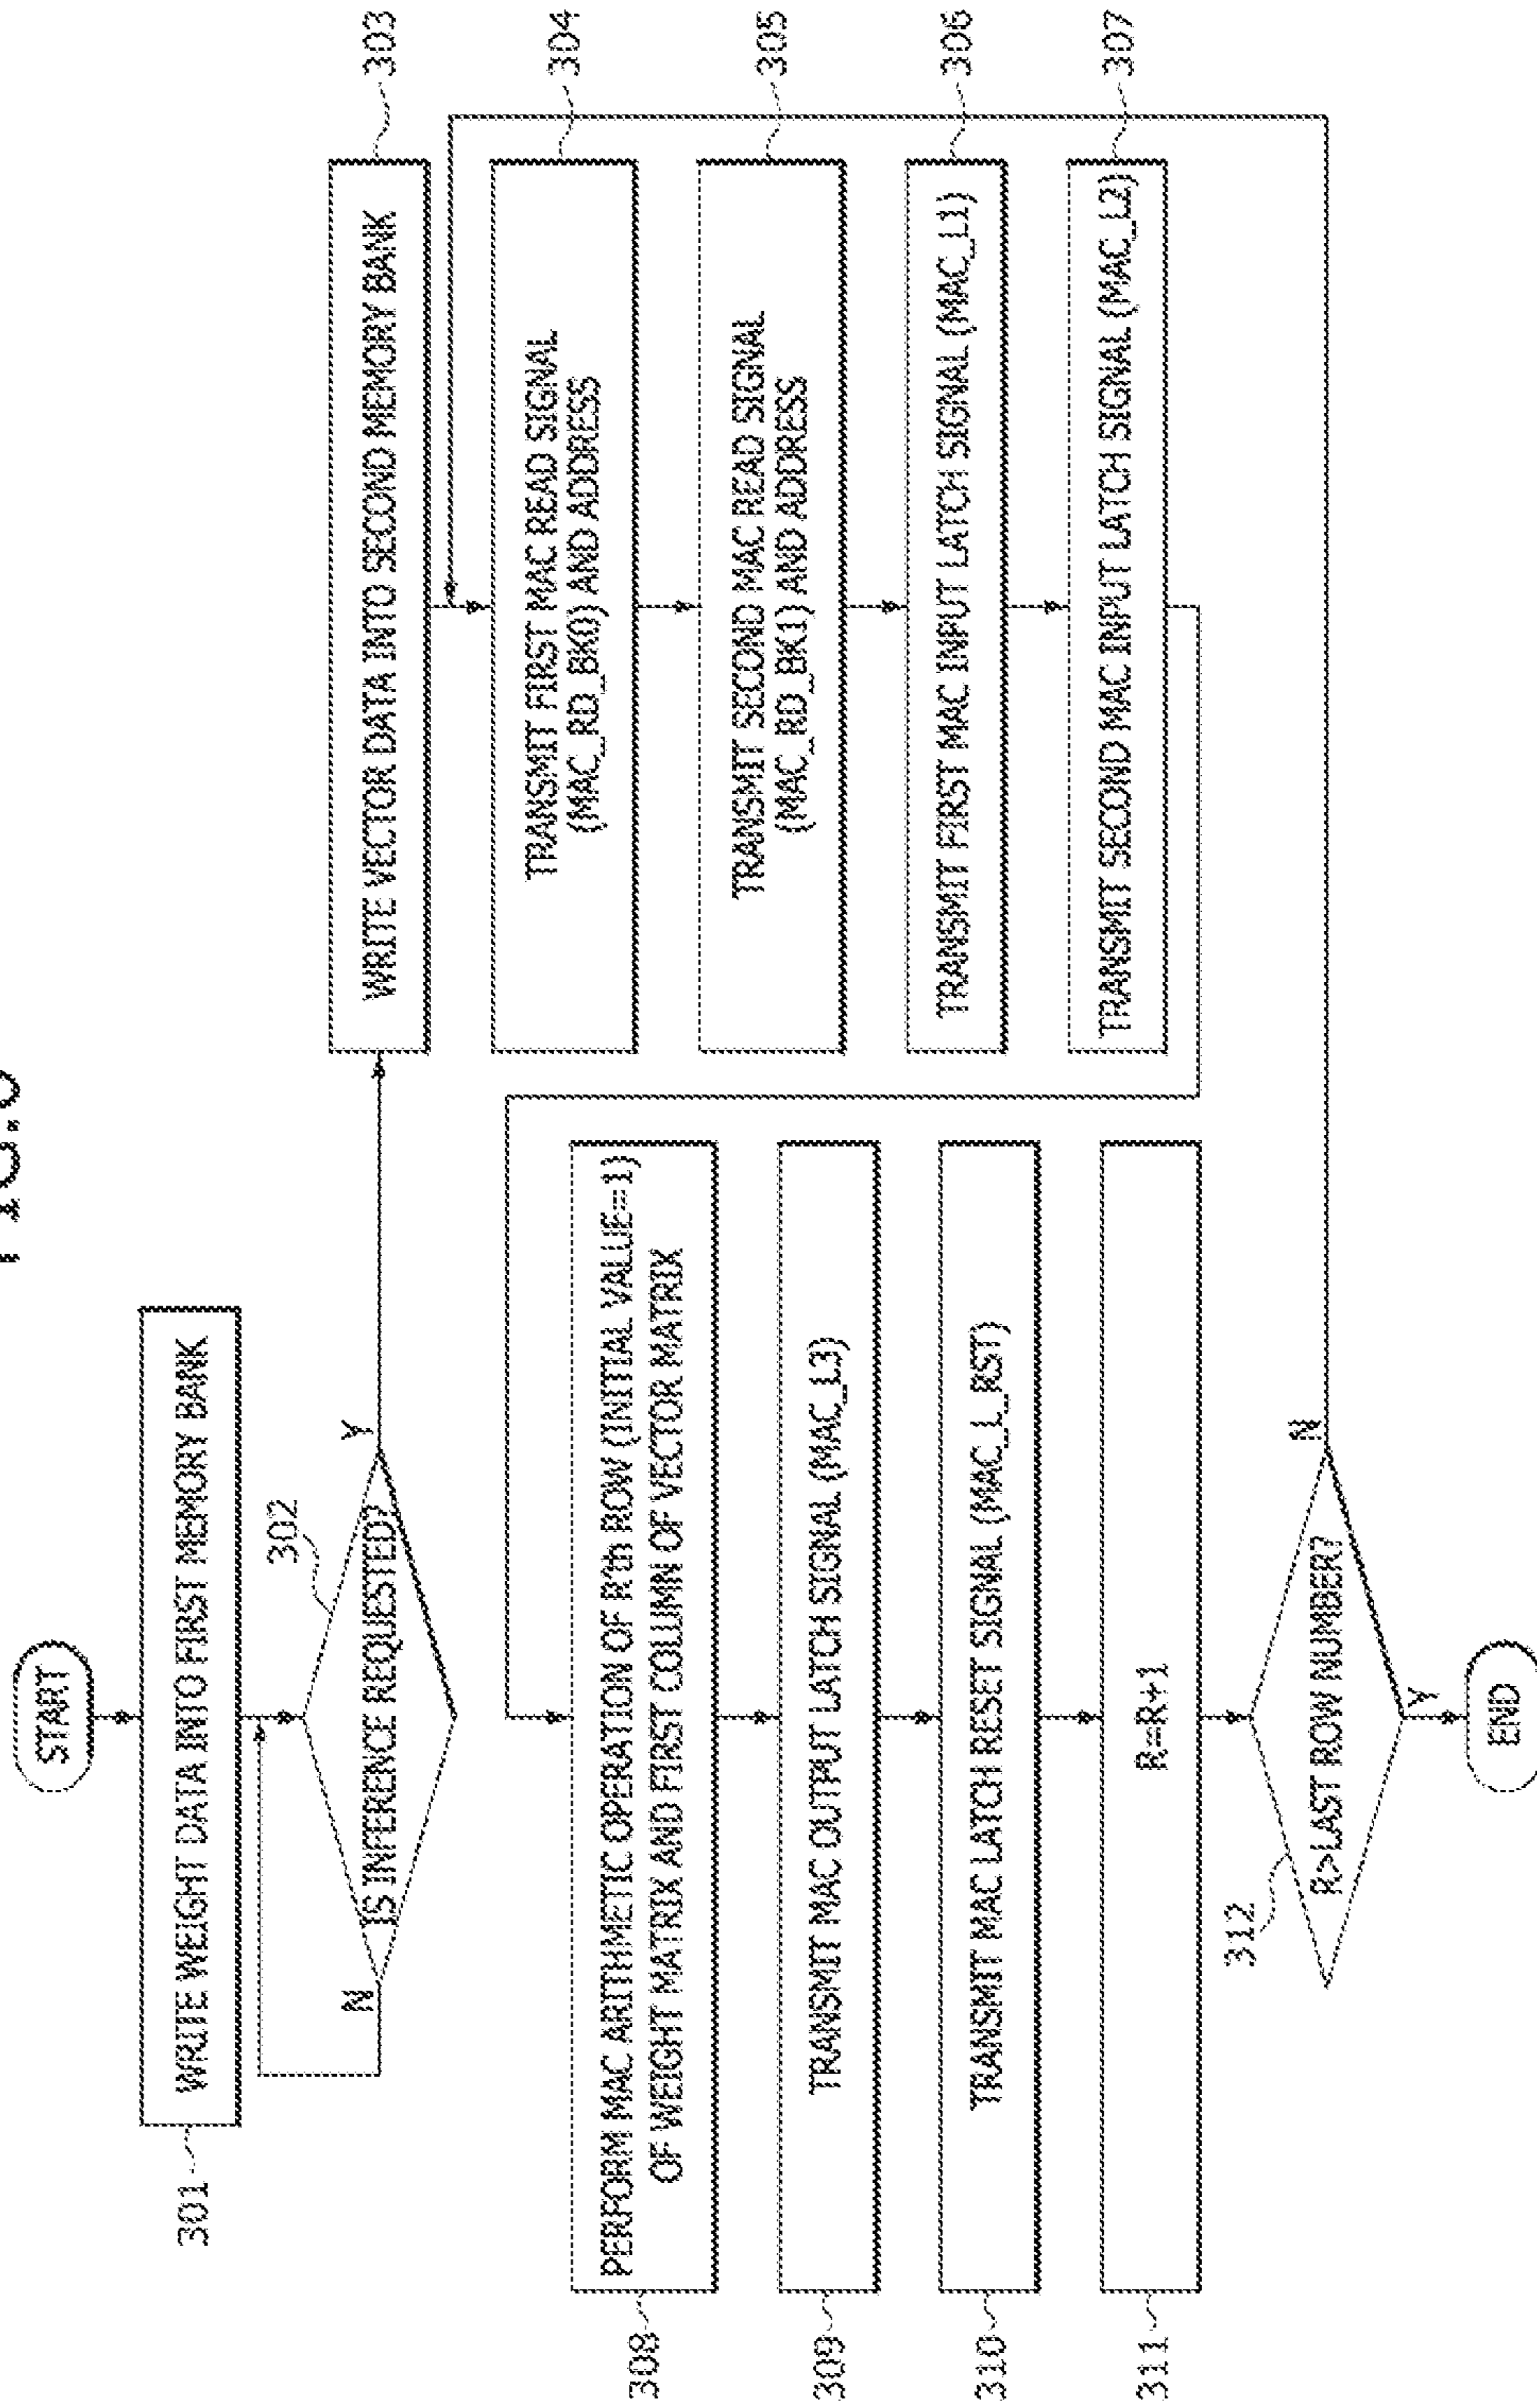 START
301
WRITE WEIGHT DATA INTO FIRST MEMORY BANK
302
IS INFERENCE REQUESTED?
N
Y
303
WRITE VECTOR DATA INTO SECOND MEMORY BANK
304
TRANSMIT FIRST MAC READ SIGNAL
(MAC_RD_BK0) AND ADDRESS
305
TRANSMIT SECOND MAC READ SIGNAL
(MAC_RD_BK1) AND ADDRESS
306
TRANSMIT FIRST MAC INPUT LATCH SIGNAL (MAC_L1)
307
TRANSMIT SECOND MAC INPUT LATCH SIGNAL (MAC_L2)
308
PERFORM MAC ARITHMETIC OPERATION OF R'th ROW (INITIAL VALUE=1)
OF WEIGHT MATRIX AND FIRST COLUMN OF VECTOR MATRIX
309
TRANSMIT MAC OUTPUT LATCH SIGNAL (MAC_L3)
310
TRANSMIT MAC LATCH RESET SIGNAL (MAC_L_RST)
311
R=R+1
312
R>LAST ROW NUMBER?
N
Y
END